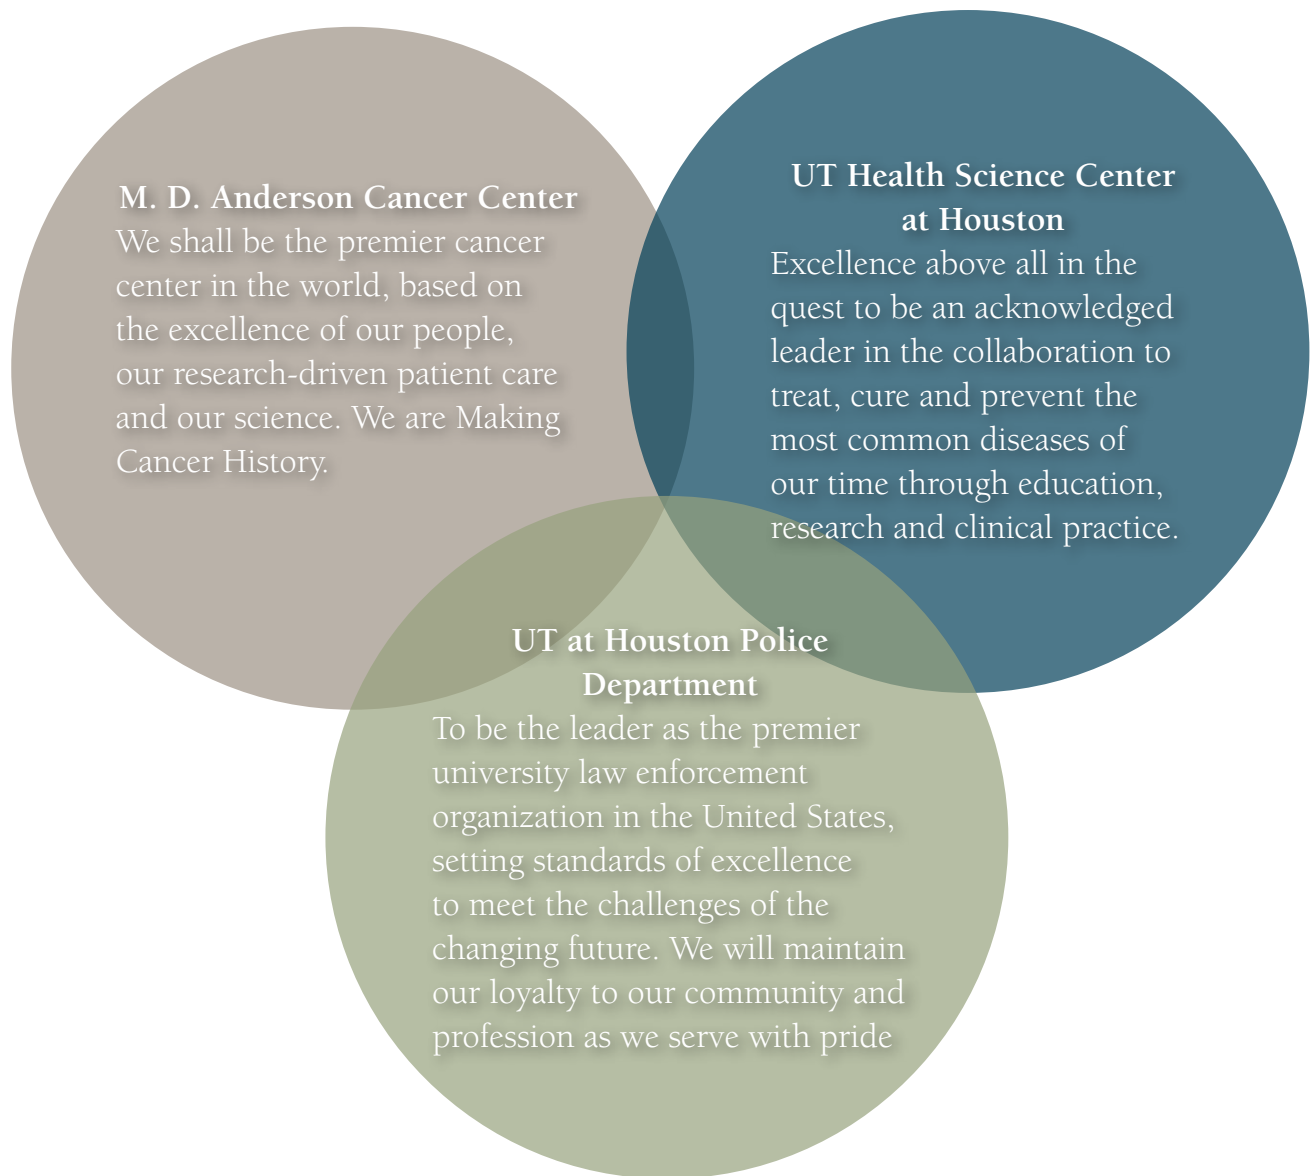 M. D. Anderson Cancer Center
We shall be the premier cancer
center in the world, based on
the excellence of our people,
our research-driven patient care
and our science. We are Making
Cancer History.
UT Health Science Center
at Houston
Excellence above all in the
quest to be an acknowledged
leader in the collaboration to
treat, cure and prevent the
most common diseases of
our time through education,
research and clinical practice.
UT at Houston Police
Department
To be the leader as the premier
university law enforcement
organization in the United States,
setting standards of excellence
to meet the challenges of the
changing future. We will maintain
our loyalty to our community and
profession as we serve with pride